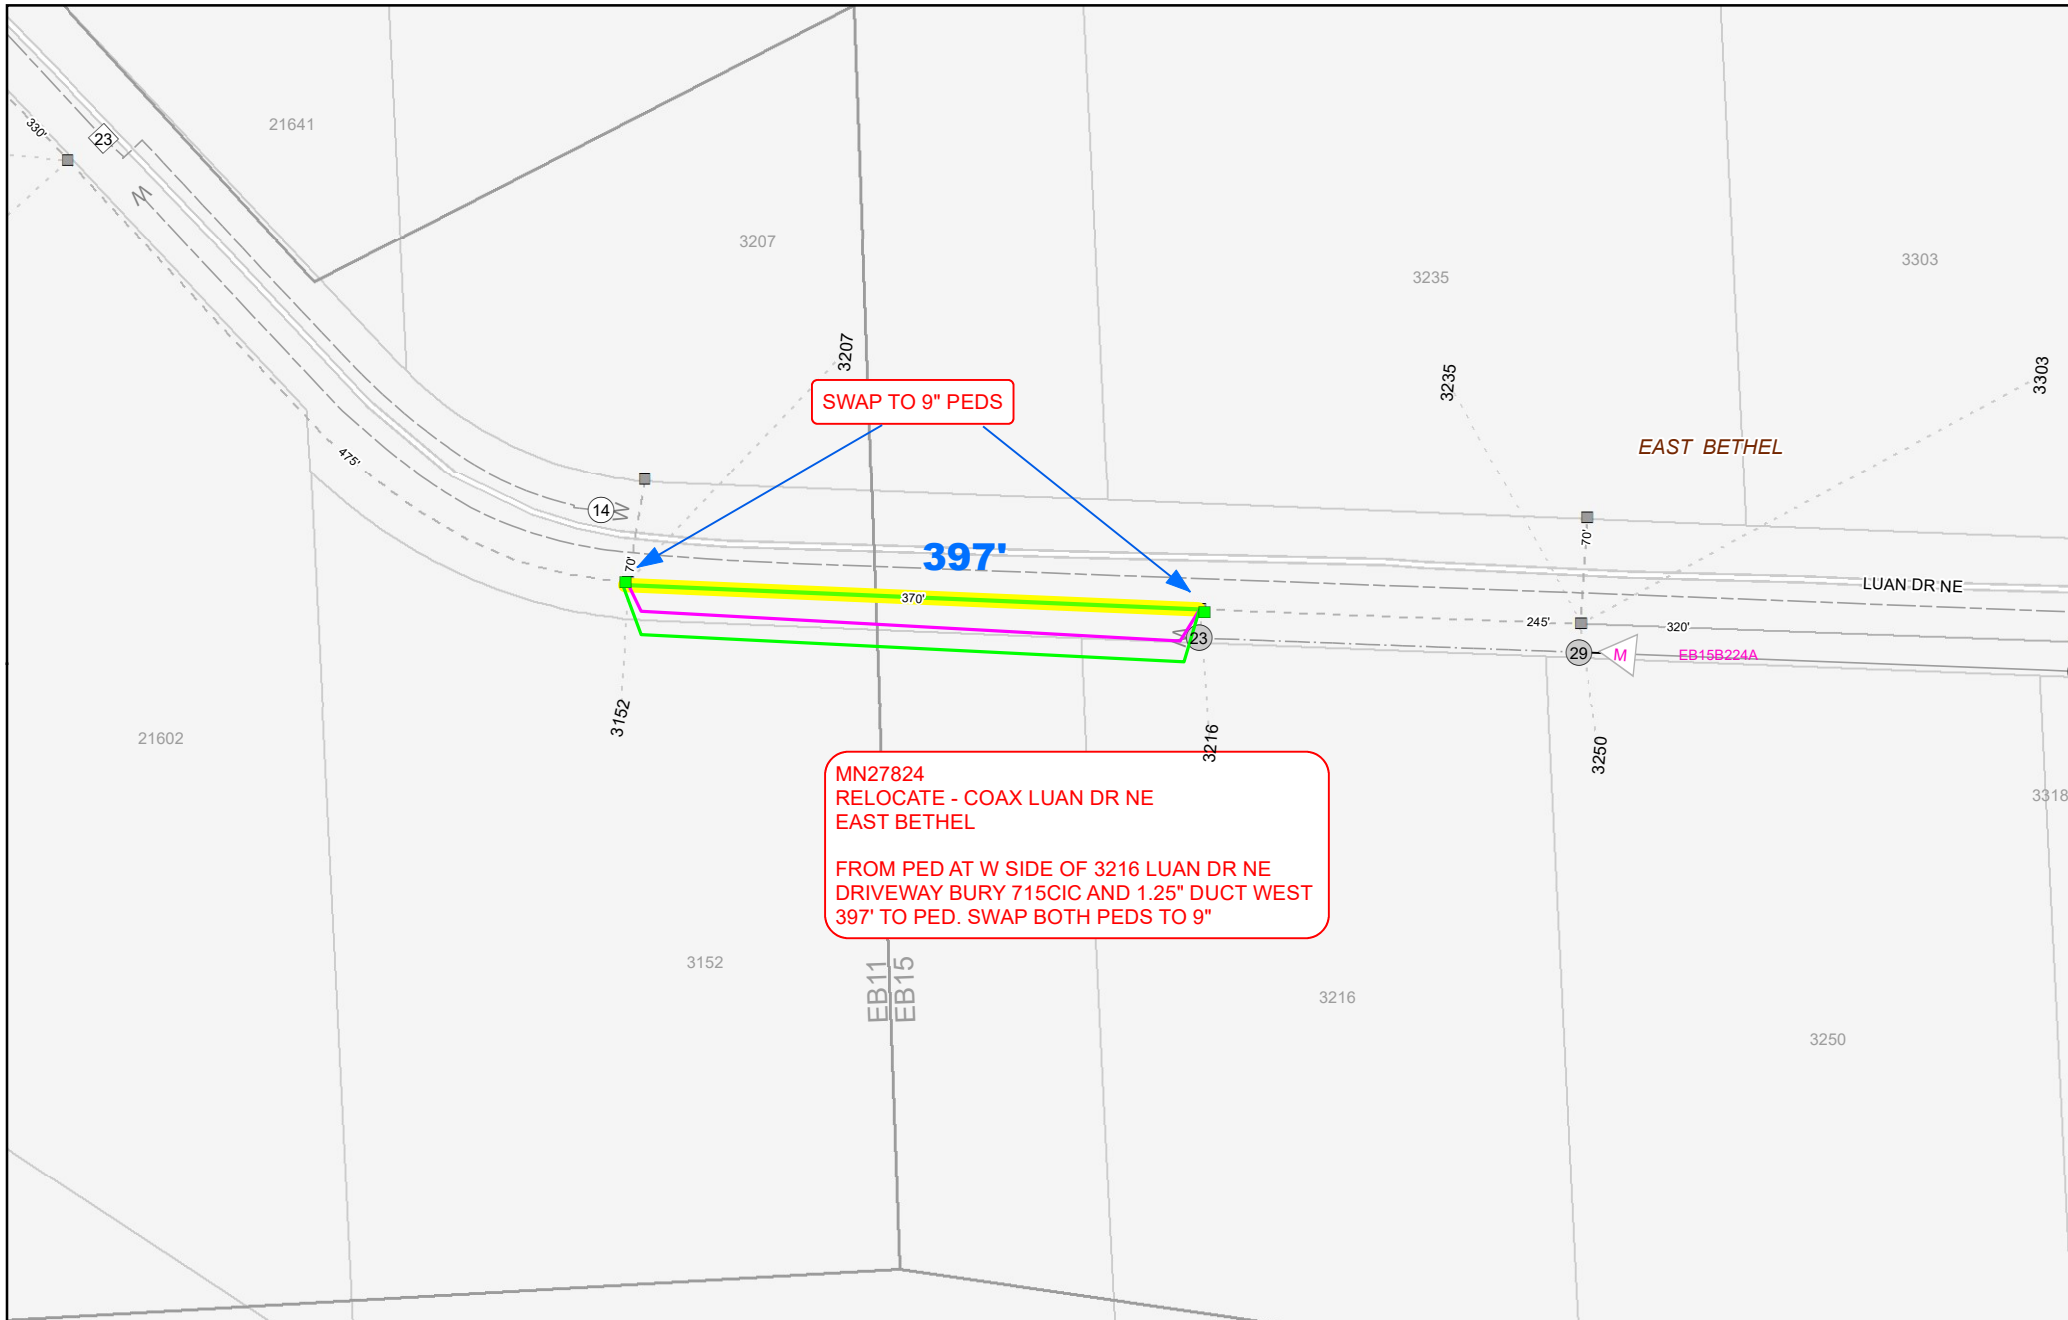 330'
23
21641
3207
3235
3303
3207
3235
3303
SWAP TO 9" PEDS
EAST BETHEL
475'
14
70'
70'
397'
370'
LUAN DR NE
245'
320'
23
29
M
EB15B224A
3152
3216
3250
21602
MN27824
RELOCATE - COAX LUAN DR NE
EAST BETHEL
FROM PED AT W SIDE OF 3216 LUAN DR NE
DRIVEWAY BURY 715CIC AND 1.25" DUCT WEST
397' TO PED. SWAP BOTH PEDS TO 9"
3318
3152
EB11
EB15
3216
3250